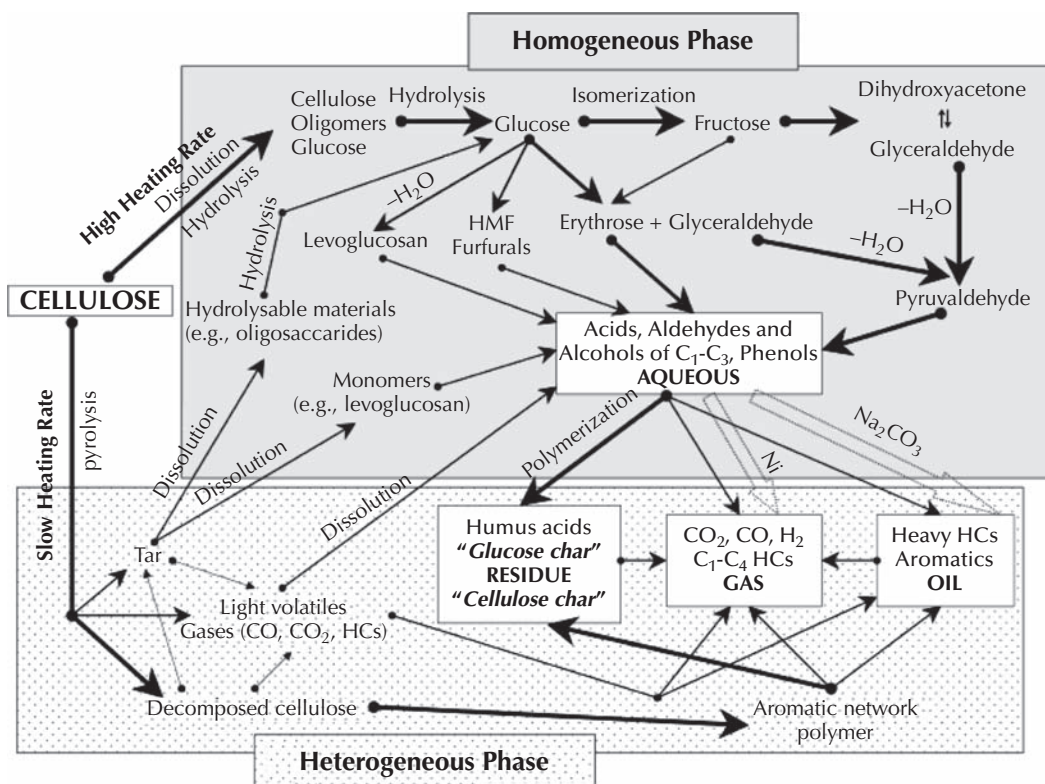 Homogeneous Phase
Cellulose
Oligomers
Glucose
Hydrolysis
Glucose
Isomerization
Fructose
Dihydroxyacetone
⇅
Glyceraldehyde
High Heating Rate
Dissolution
Hydrolysis
–H₂O
–H₂O
Hydrolysis
Levoglucosan
HMF
Furfurals
Erythrose + Glyceraldehyde
–H₂O
CELLULOSE
Hydrolysable materials
(e.g., oligosaccarides)
Pyruvaldehyde
Acids, Aldehydes and
Alcohols of C₁-C₃, Phenols
AQUEOUS
Monomers
(e.g., levoglucosan)
Slow Heating Rate
pyrolysis
Dissolution
Dissolution
Dissolution
Polymerization
Ni
Na₂CO₃
Tar
Humus acids
“Glucose char”
RESIDUE
“Cellulose char”
CO₂, CO, H₂
C₁-C₄ HCs
GAS
Heavy HCs
Aromatics
OIL
Light volatiles
Gases (CO, CO₂, HCs)
Decomposed cellulose
Aromatic network
polymer
Heterogeneous Phase